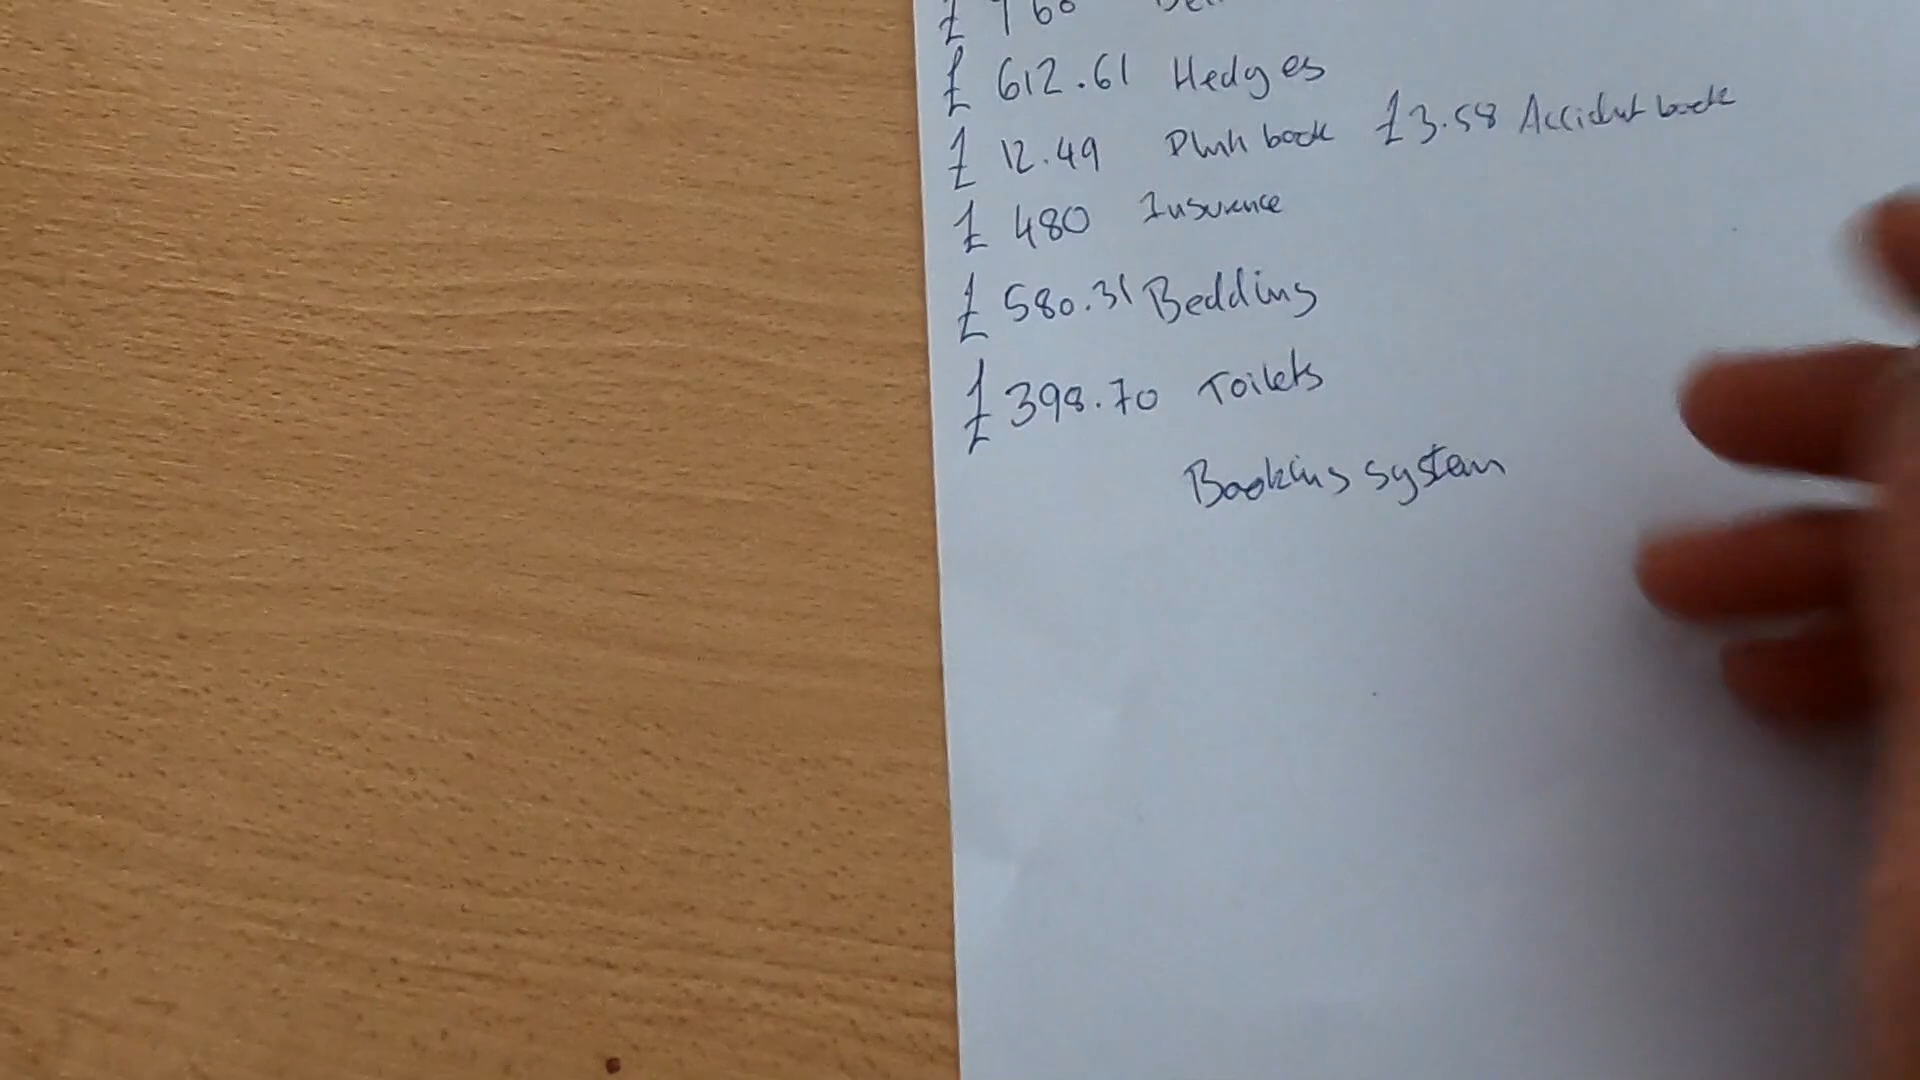 £ 760
£ 612.61 Hedges
£ 12.49 book £3.58 Accident book
£ 480 Insurance
£ 580.31 Bedding
£ 398.70 Toilets
Booking system